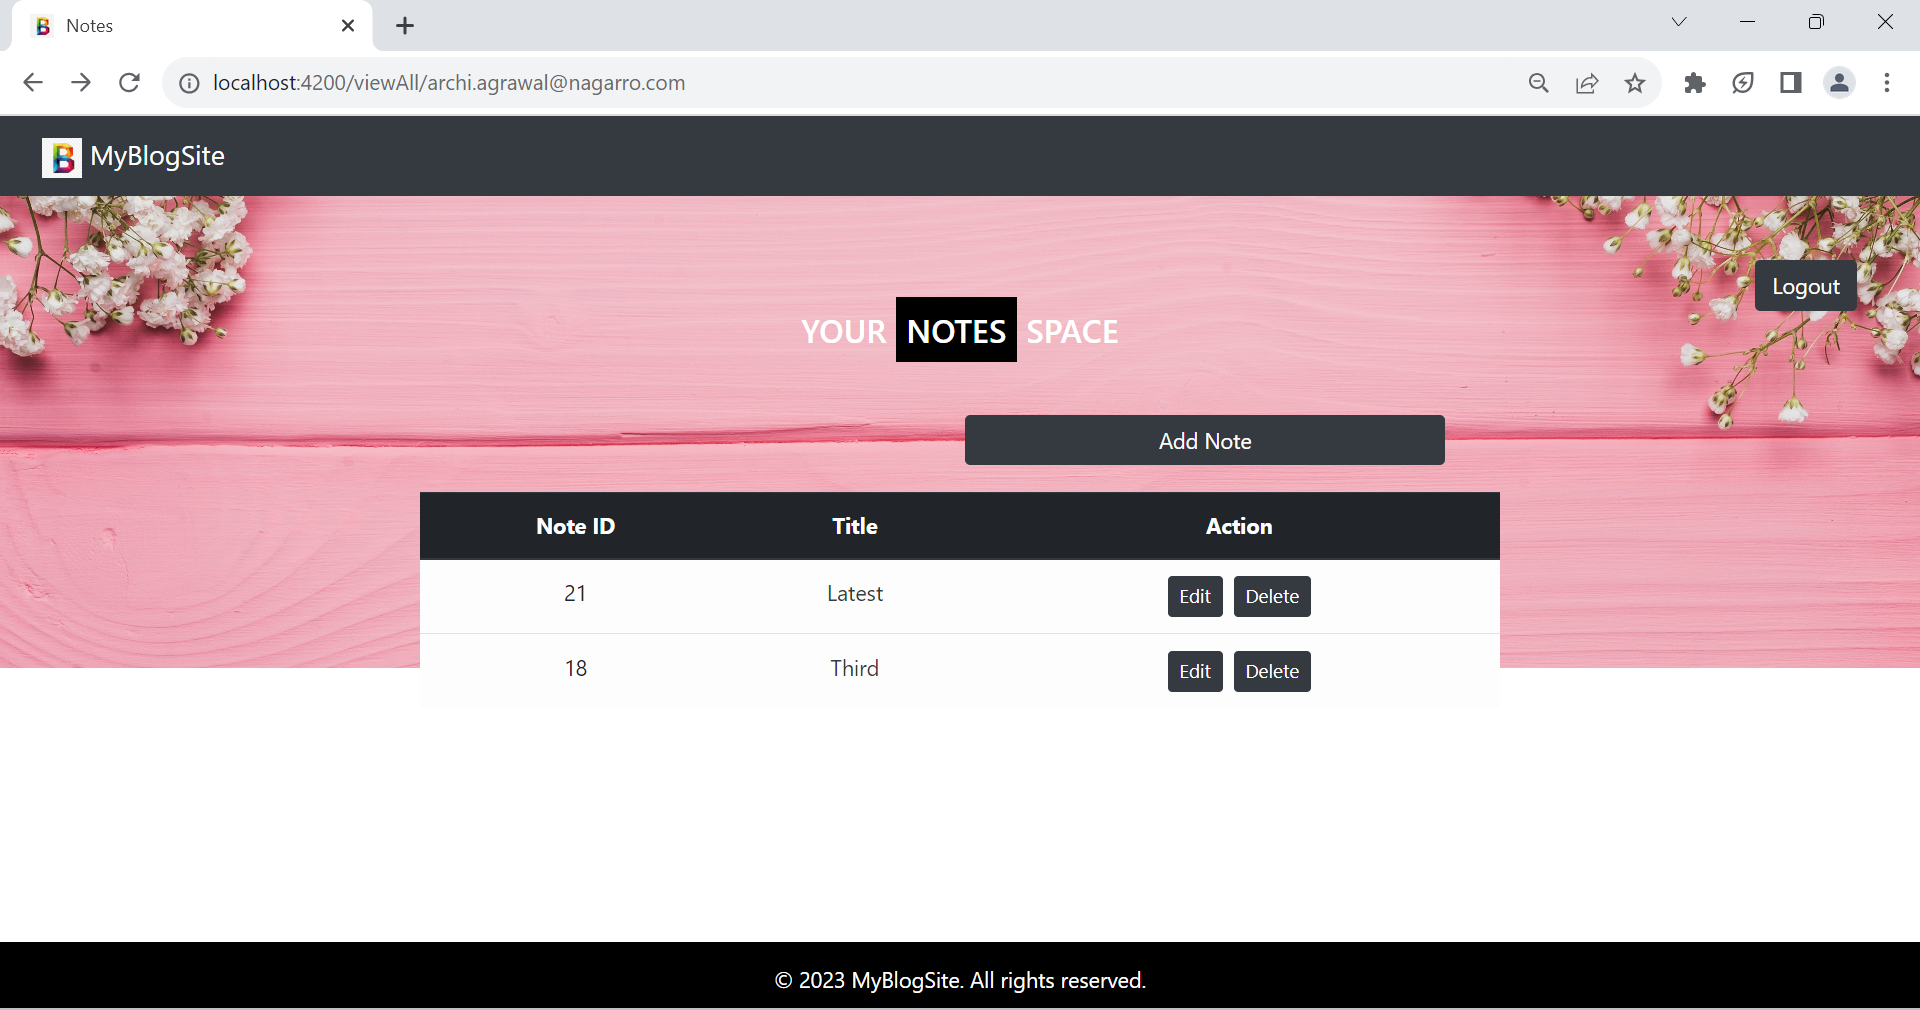 Notes
localhost:4200/viewAll/archi.agrawal@nagarro.com
B MyBlogSite
Logout
YOUR NOTES SPACE
Add Note
Note ID Title Action
21 Latest Edit Delete
18 Third Edit Delete
© 2023 MyBlogSite. All rights reserved.